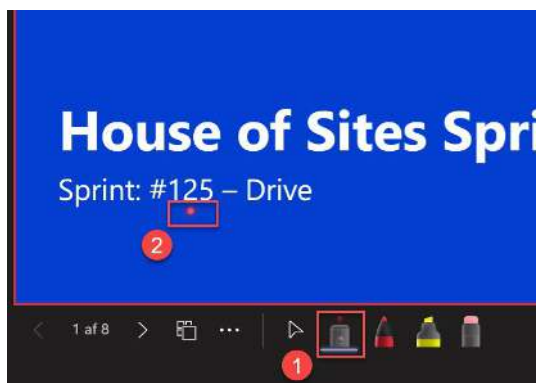 House of Sites Spri
Sprint: #125 – Drive
2
1 af 8
1